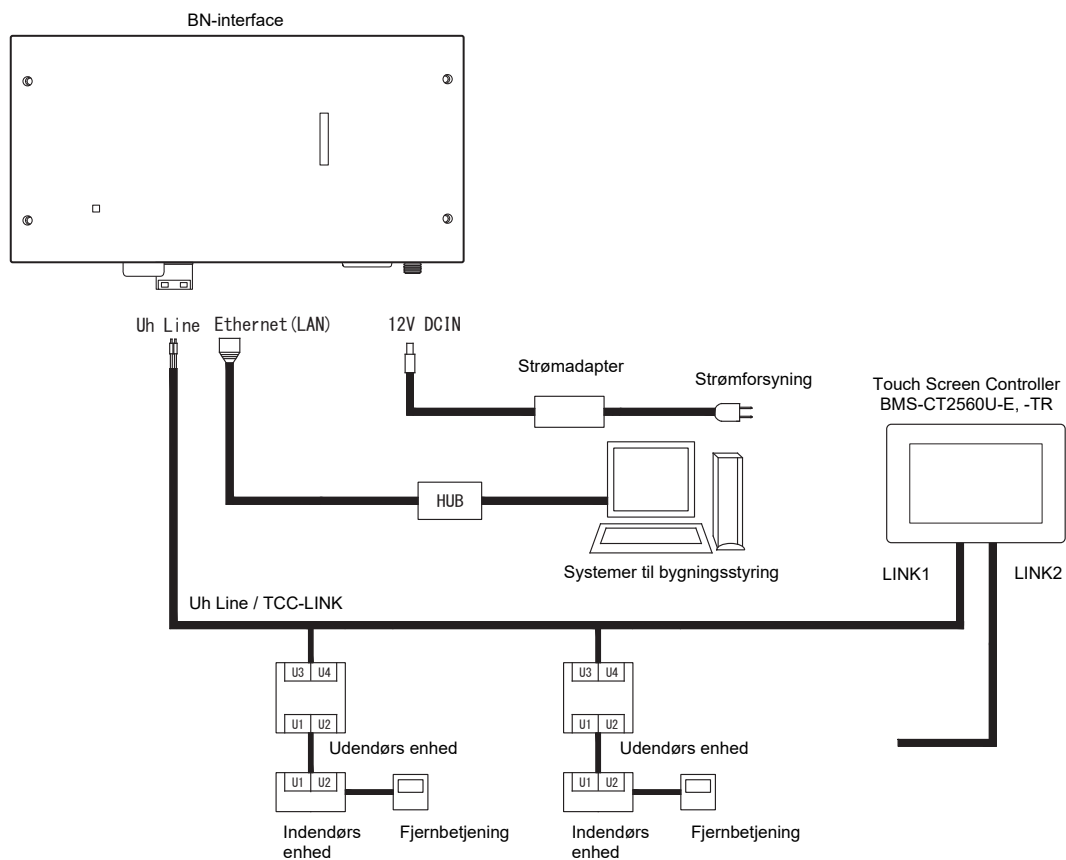 BN-interface
Uh Line
Ethernet(LAN)
12V DCIN
Strømadapter
Strømforsyning
Touch Screen Controller
BMS-CT2560U-E, -TR
HUB
Systemer til bygningsstyring
LINK1
LINK2
Uh Line / TCC-LINK
U3 U4
U3 U4
U1 U2
U1 U2
Udendørs enhed
Udendørs enhed
U1 U2
U1 U2
Indendørs
enhed
Fjernbetjening
Indendørs
enhed
Fjernbetjening